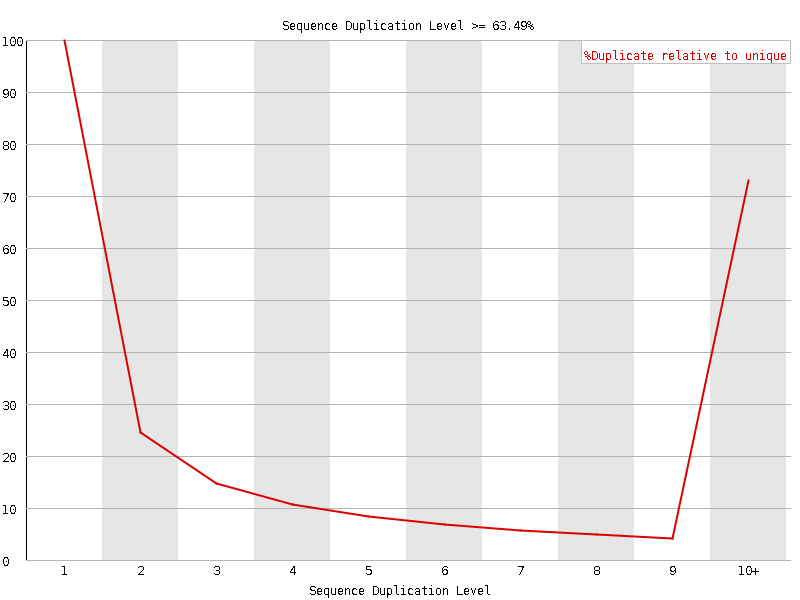 Sequence Duplication Level >= 63.49%
%Duplicate relative to unique
100
90
80
70
60
50
40
30
20
10
0
1 2 3 4 5 6 7 8 9 10+
Sequence Duplication Level